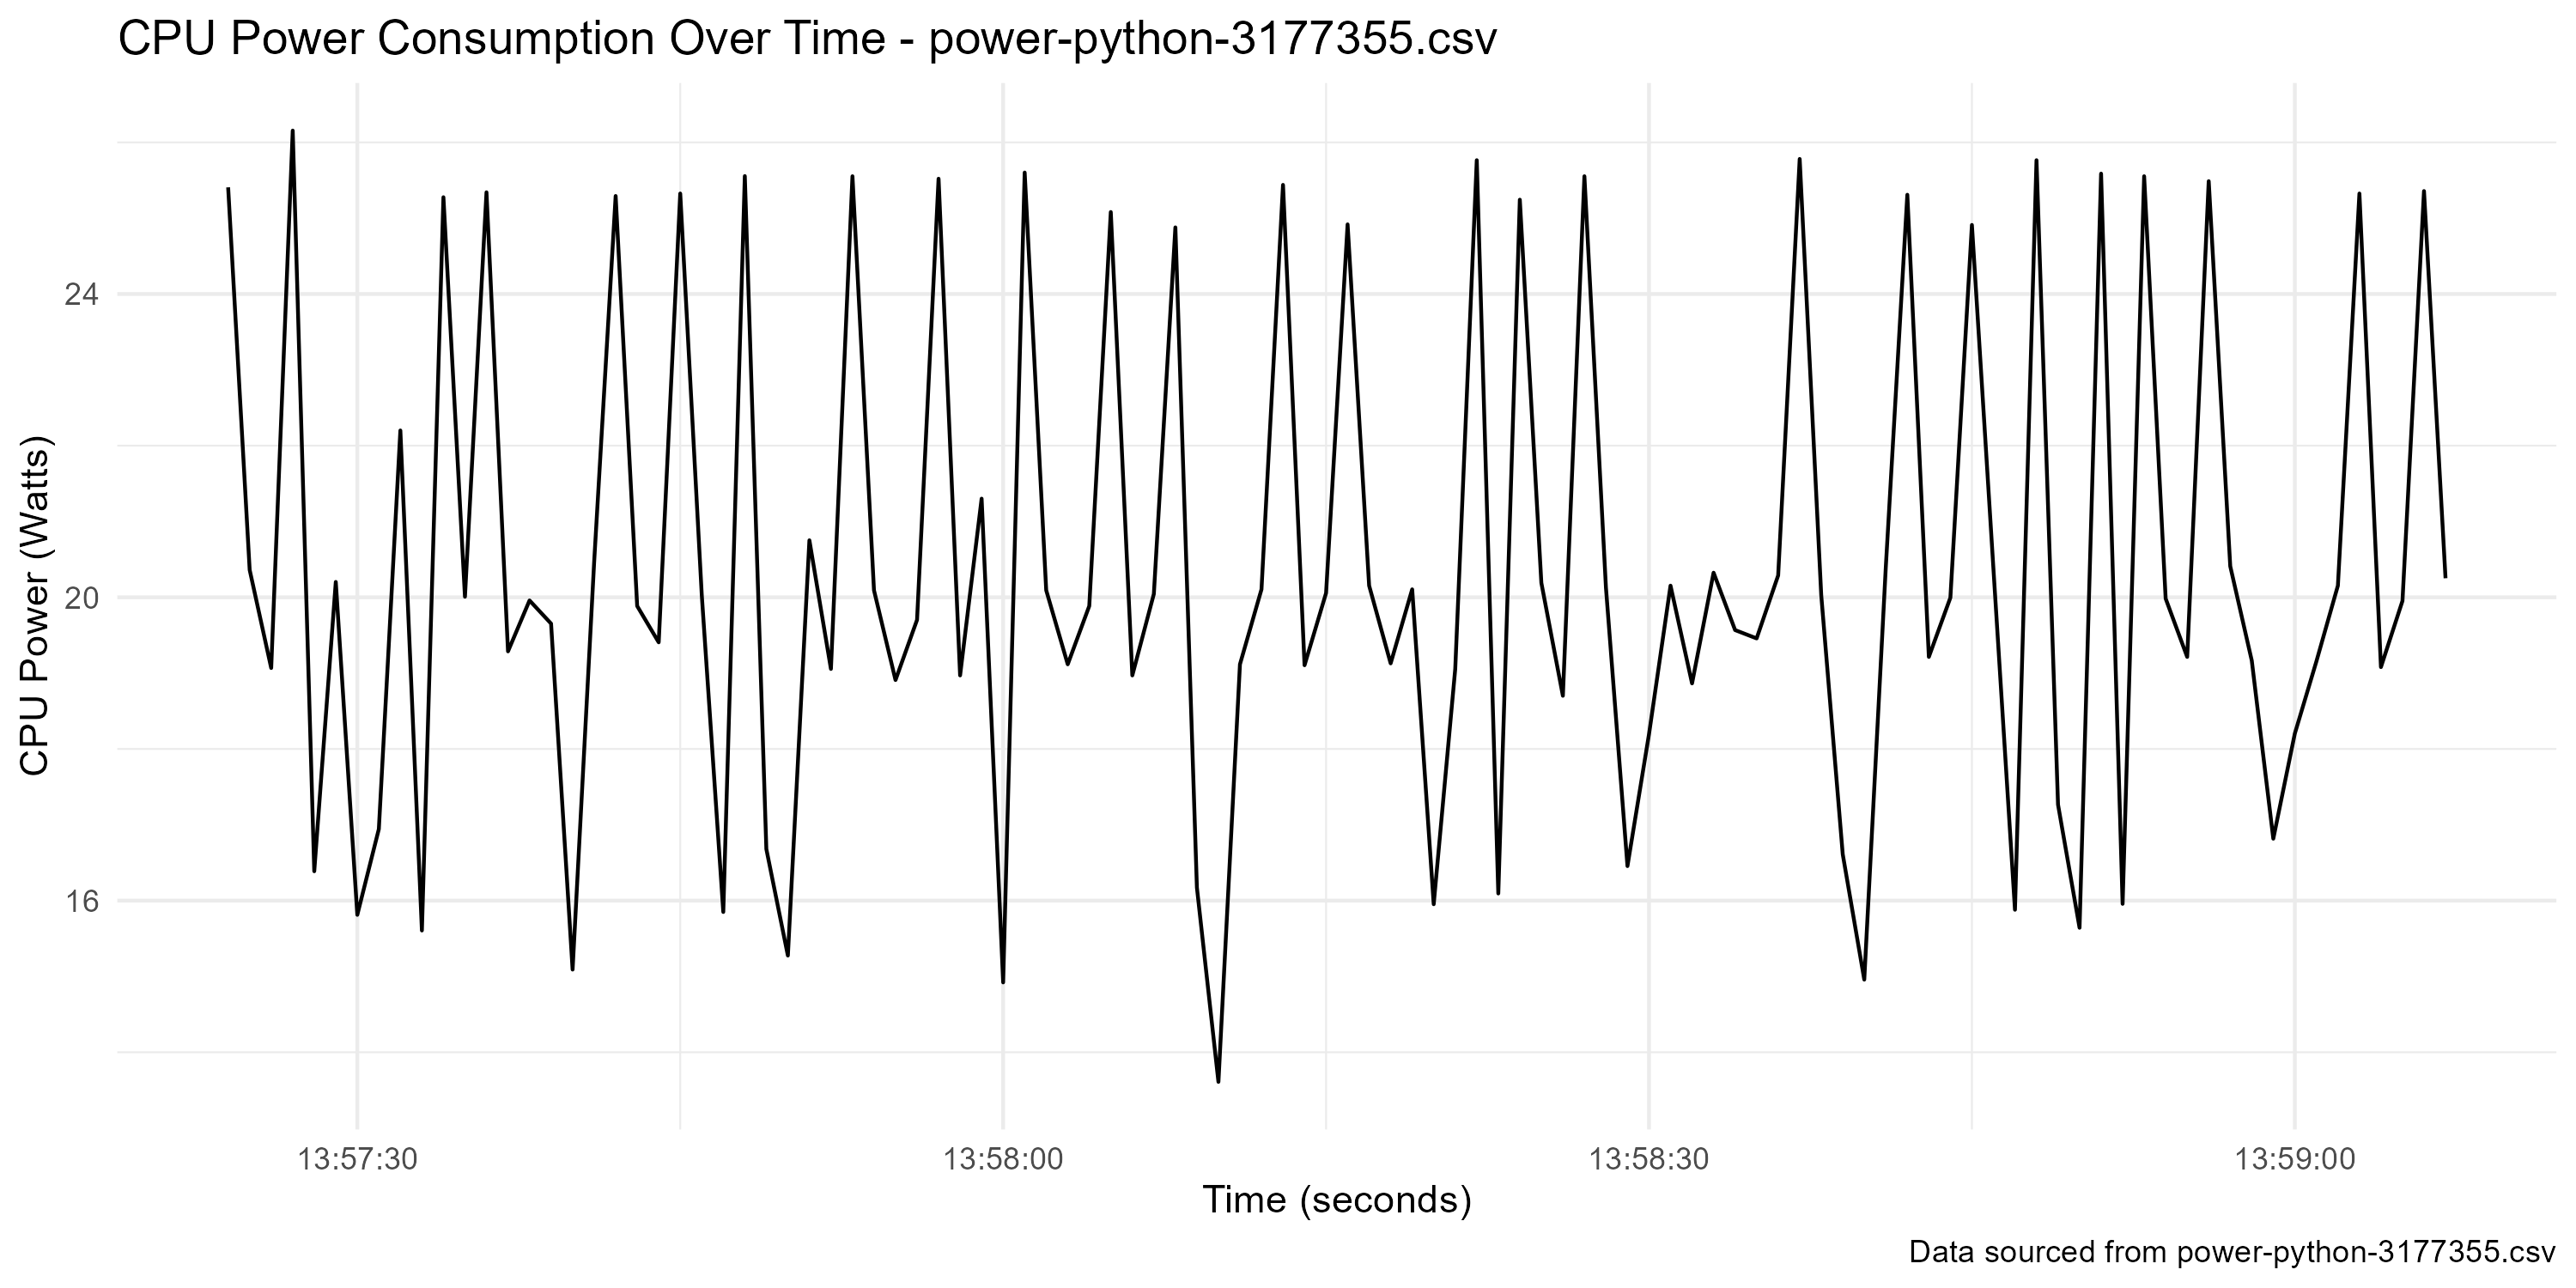 CPU Power Consumption Over Time - power-python-3177355.csv
CPU Power (Watts)
24
20
16
13:57:30
13:58:00
13:58:30
13:59:00
Time (seconds)
Data sourced from power-python-3177355.csv